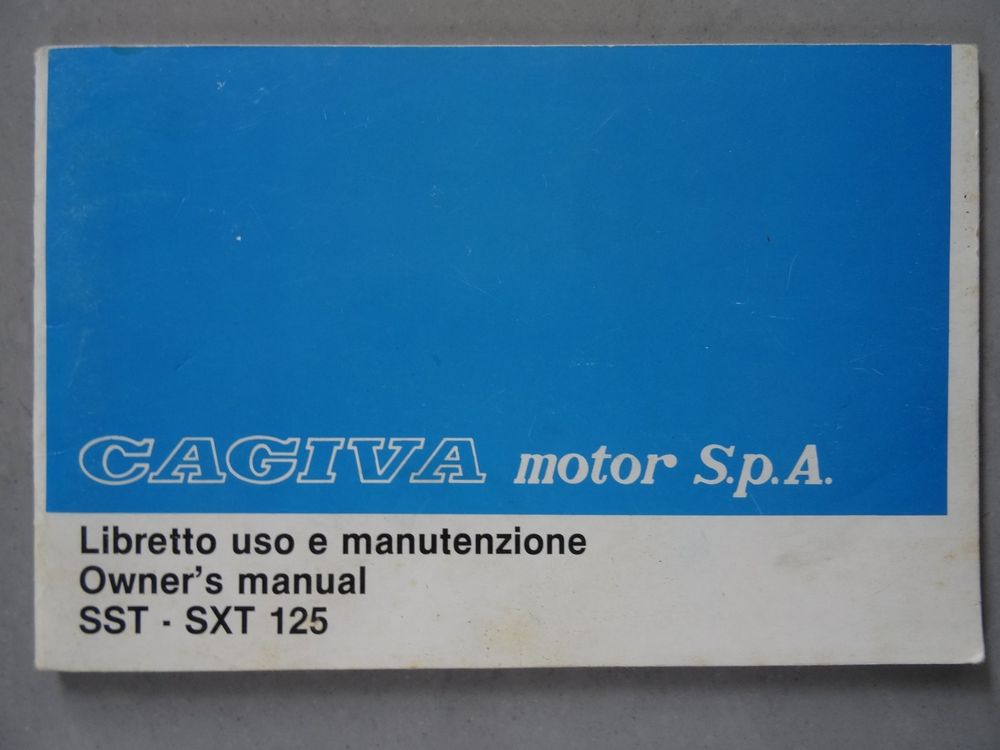 CAGIVA motor S.p.A.
Libretto uso e manutenzione
Owner's manual
SST - SXT 125